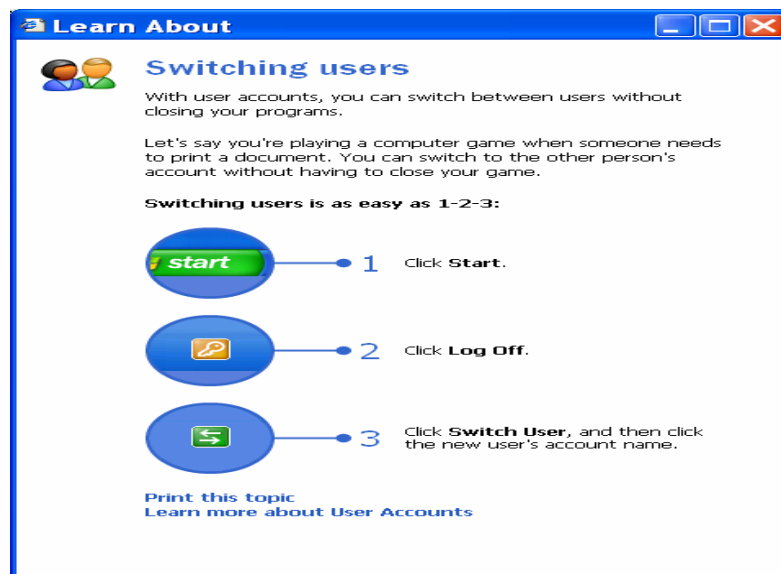 Learn About
Switching users
With user accounts, you can switch between users without
closing your programs.
Let's say you're playing a computer game when someone needs
to print a document. You can switch to the other person's
account without having to close your game.
Switching users is as easy as 1-2-3:
start
1 Click Start.
2 Click Log Off.
3 Click Switch User, and then click
the new user's account name.
Print this topic
Learn more about User Accounts